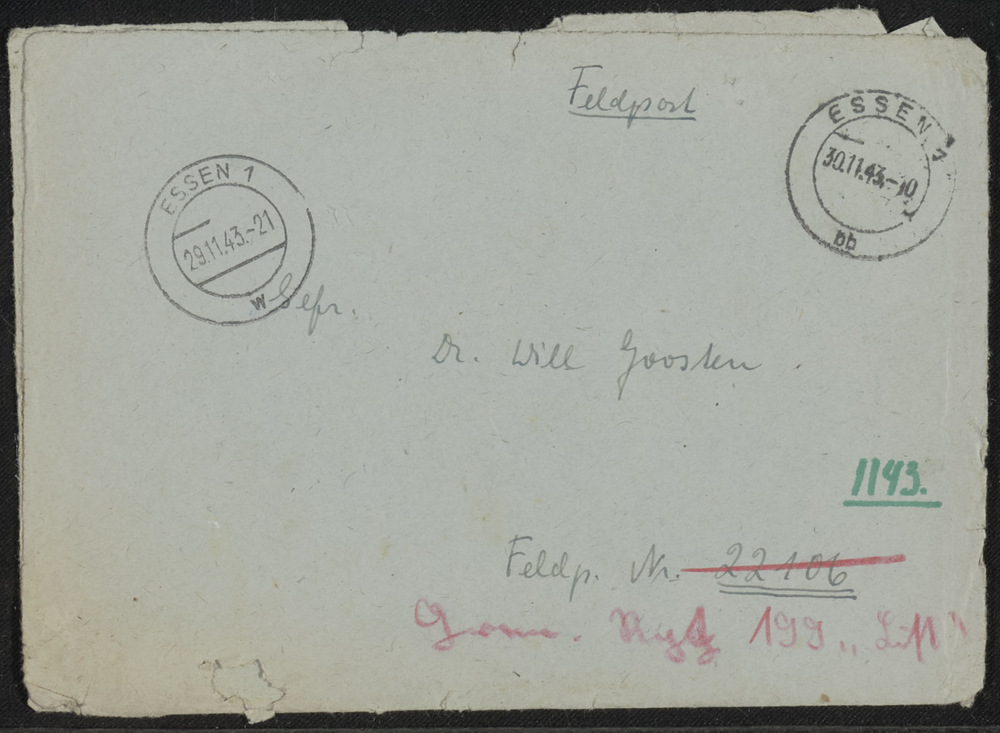 Feldpost
ESSEN 7
30.11.43.-10
bb
ESSEN 1
29.11.43.-21
w
Gefr.
Dr. Will Goosten.
1143.
Feldp. Nr. 22106
Gren. Regt 199 „List"